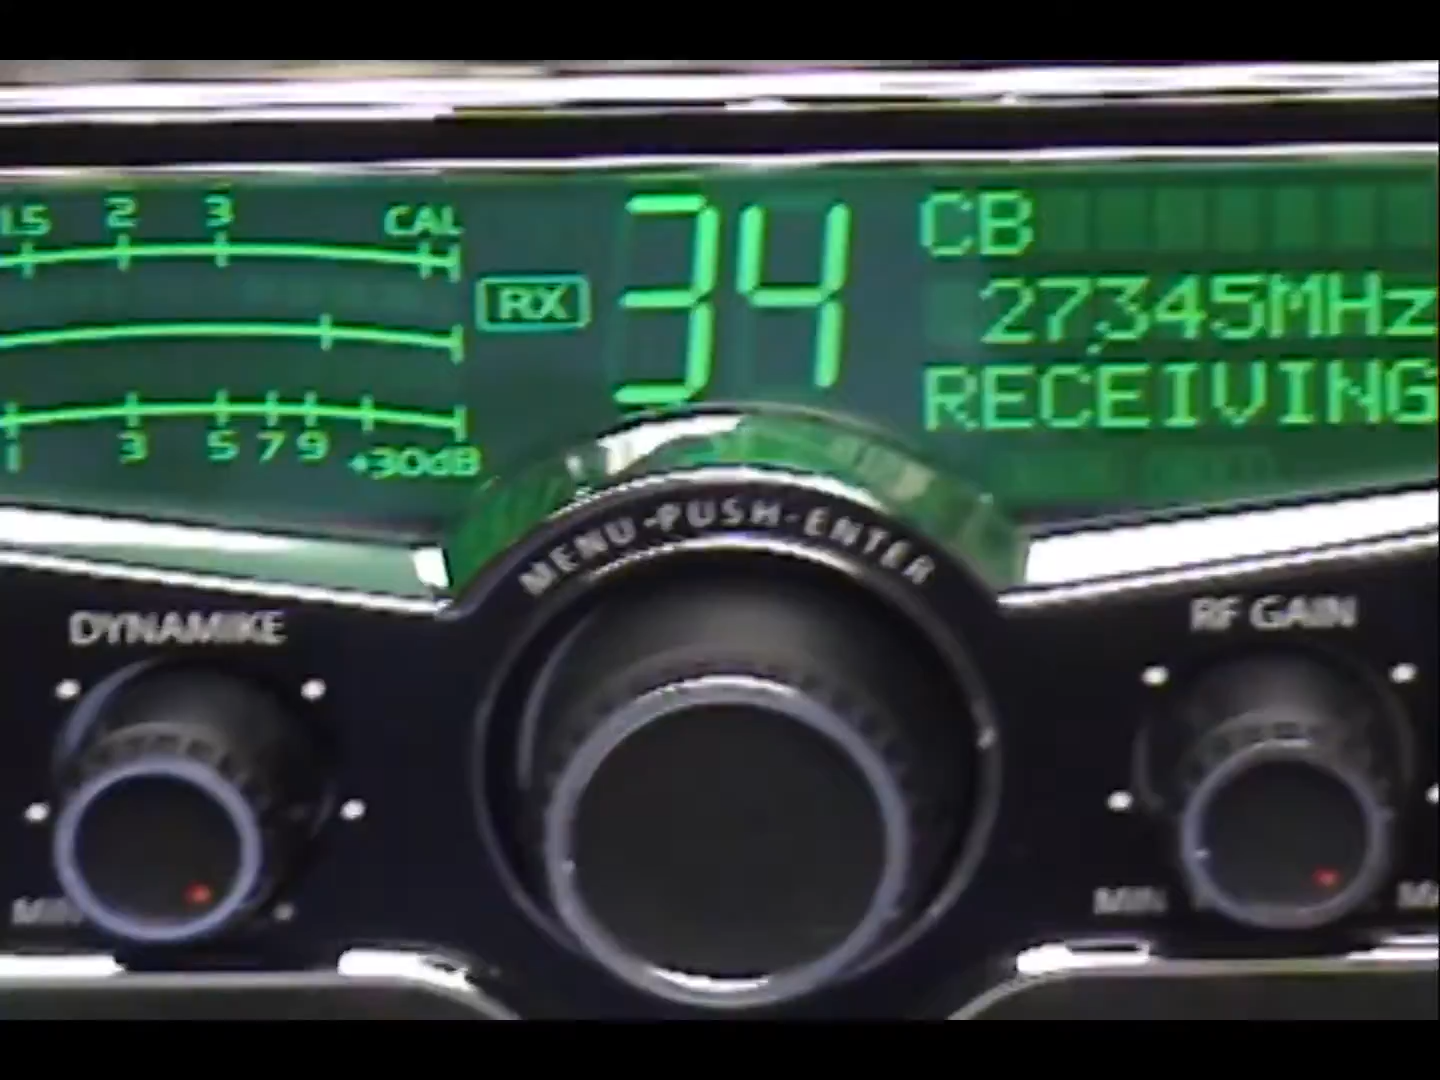 1.5 2 3 CAL
RX
34
CB
27.345MHz
RECEIVING
1 3 5 7 9 +30dB
MENU-PUSH-ENTER
DYNAMIKE
RF GAIN
MIN
MIN